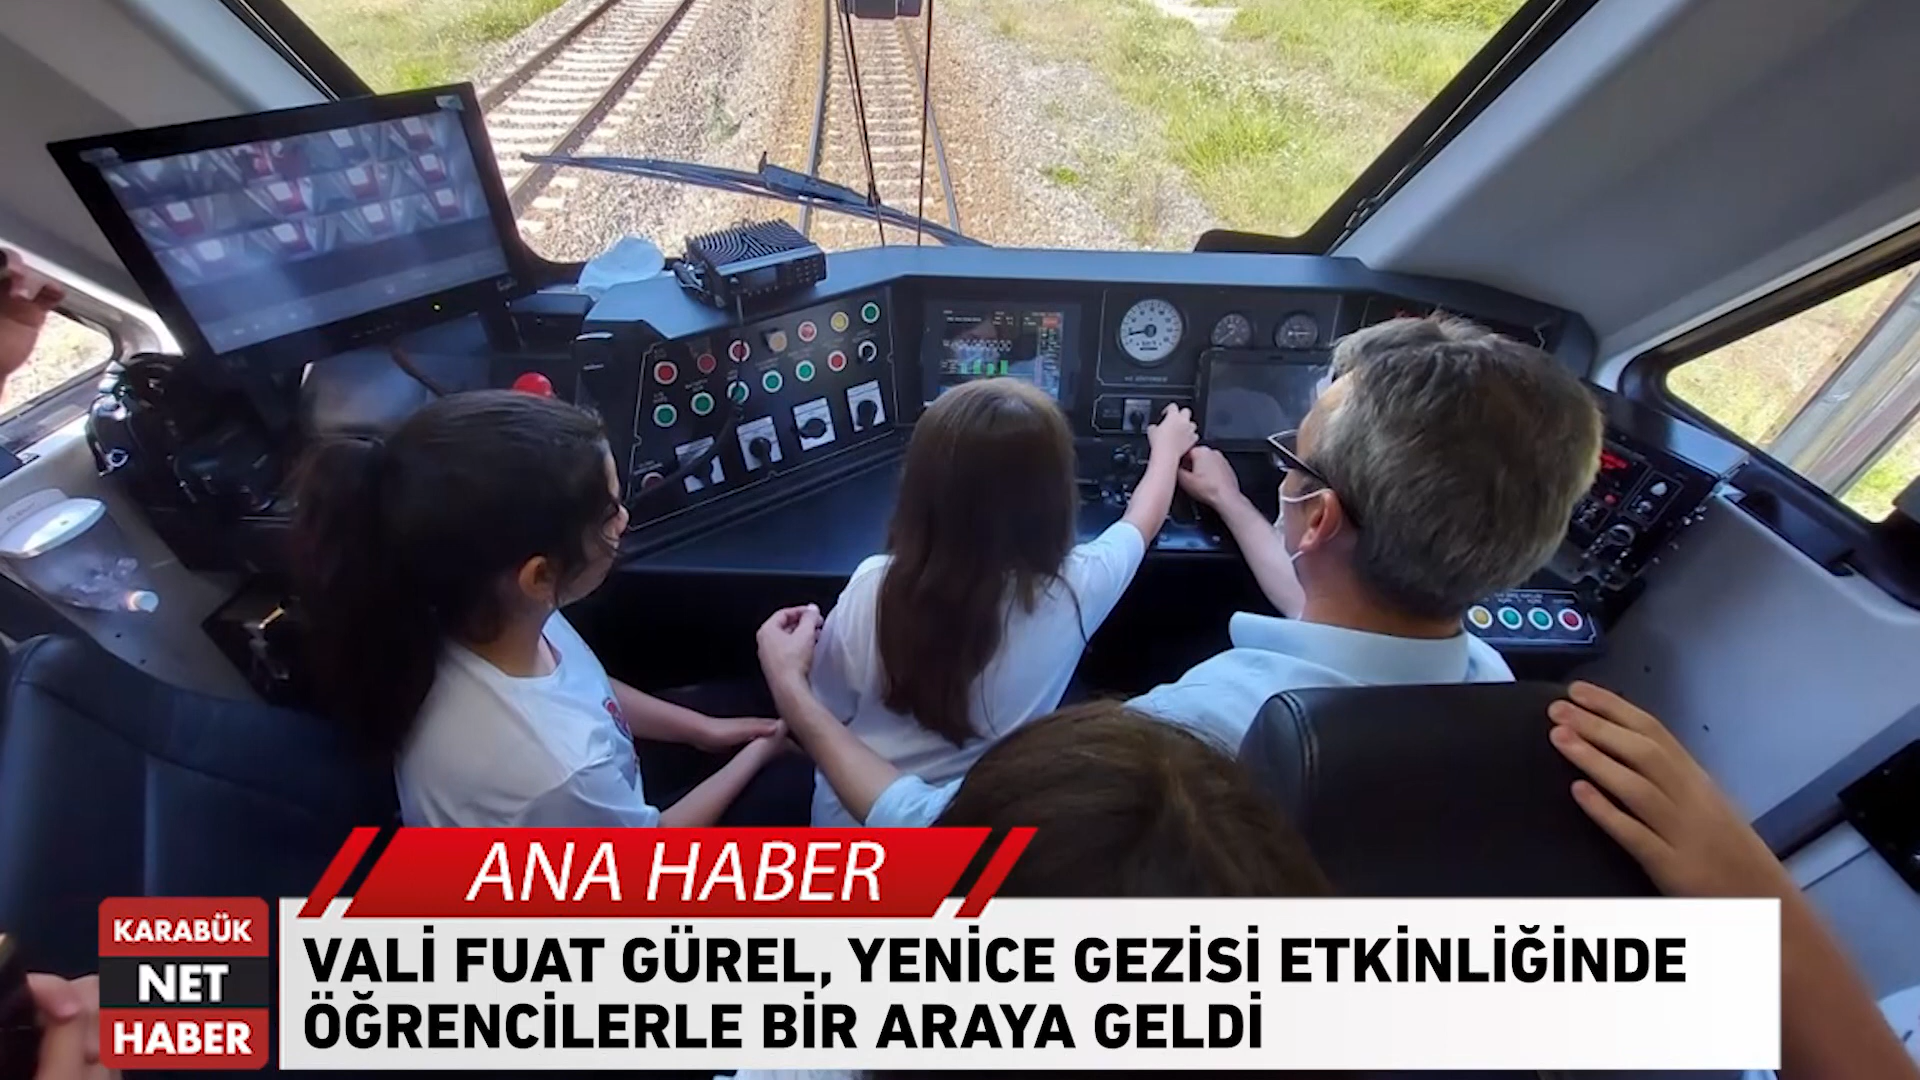 ANA HABER
KARABÜK
NET
HABER
VALİ FUAT GÜREL, YENİCE GEZİSİ ETKİNLİĞİNDE
ÖĞRENCİLERLE BİR ARAYA GELDİ